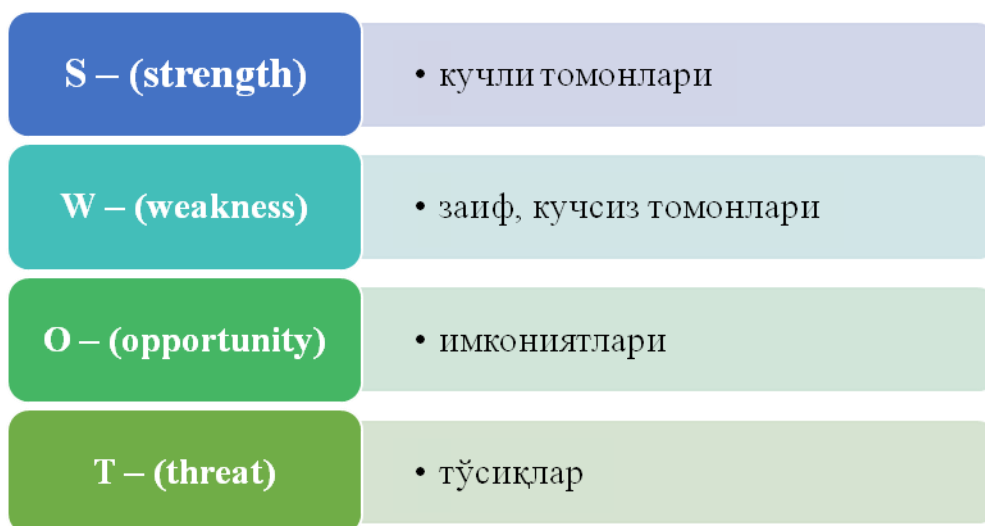 S – (strength)
• кучли томонлари
W – (weakness)
• заиф, кучсиз томонлари
O – (opportunity)
• имкониятлари
T – (threat)
• тўсиқлар